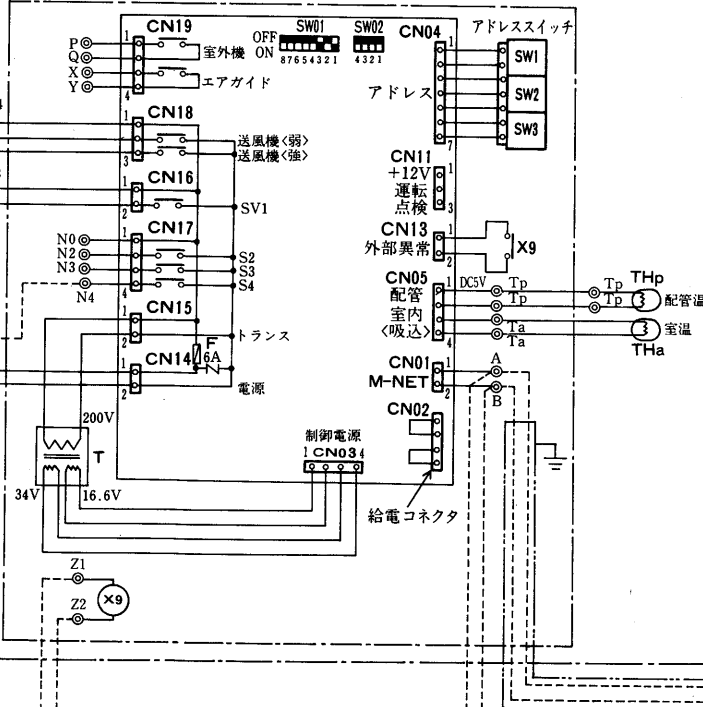 CN19
P
Q
X
Y
1
4
室外機
エアガイド
SW01
OFF
ON
87654321
SW02
4321
CN04
1
7
アドレス
アドレススイッチ
SW1
SW2
SW3
CN18
1
3
送風機<弱>
送風機<強>
CN11
+12V
運転
点検
1
3
CN16
1
2
SV1
CN17
N0
N2
N3
N4
1
4
S2
S3
S4
CN13
外部異常
1
2
X9
CN05
配管
室内
<吸込>
1
4
DC5V
Tp
Tp
Ta
Ta
Tp
Tp
THp
配管温
室温
THa
CN15
1
2
トランス
F
6A
CN14
1
2
電源
CN01
M-NET
1
2
A
B
CN02
給電コネクタ
200V
T
34V
16.6V
制御電源
1 CN03 4
Z1
Z2
X9